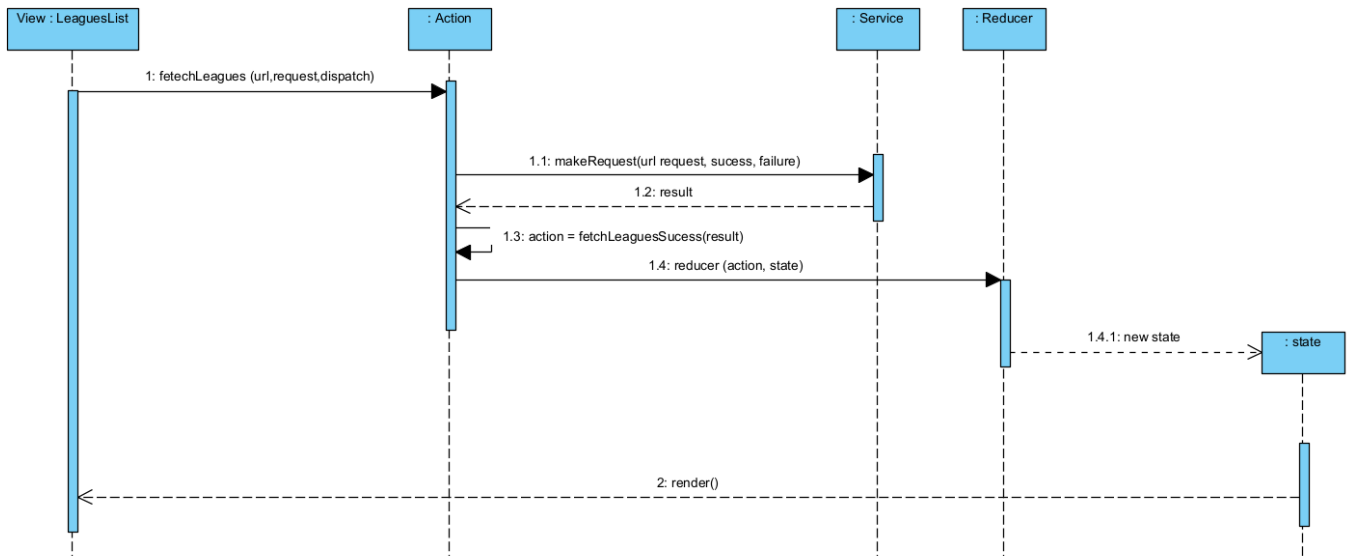 View : LeaguesList
: Action
: Service
: Reducer
1: fetechLeagues (url,request,dispatch)
1.1: makeRequest(url request, sucess, failure)
1.2: result
1.3: action = fetchLeaguesSucess(result)
1.4: reducer (action, state)
1.4.1: new state
: state
2: render()